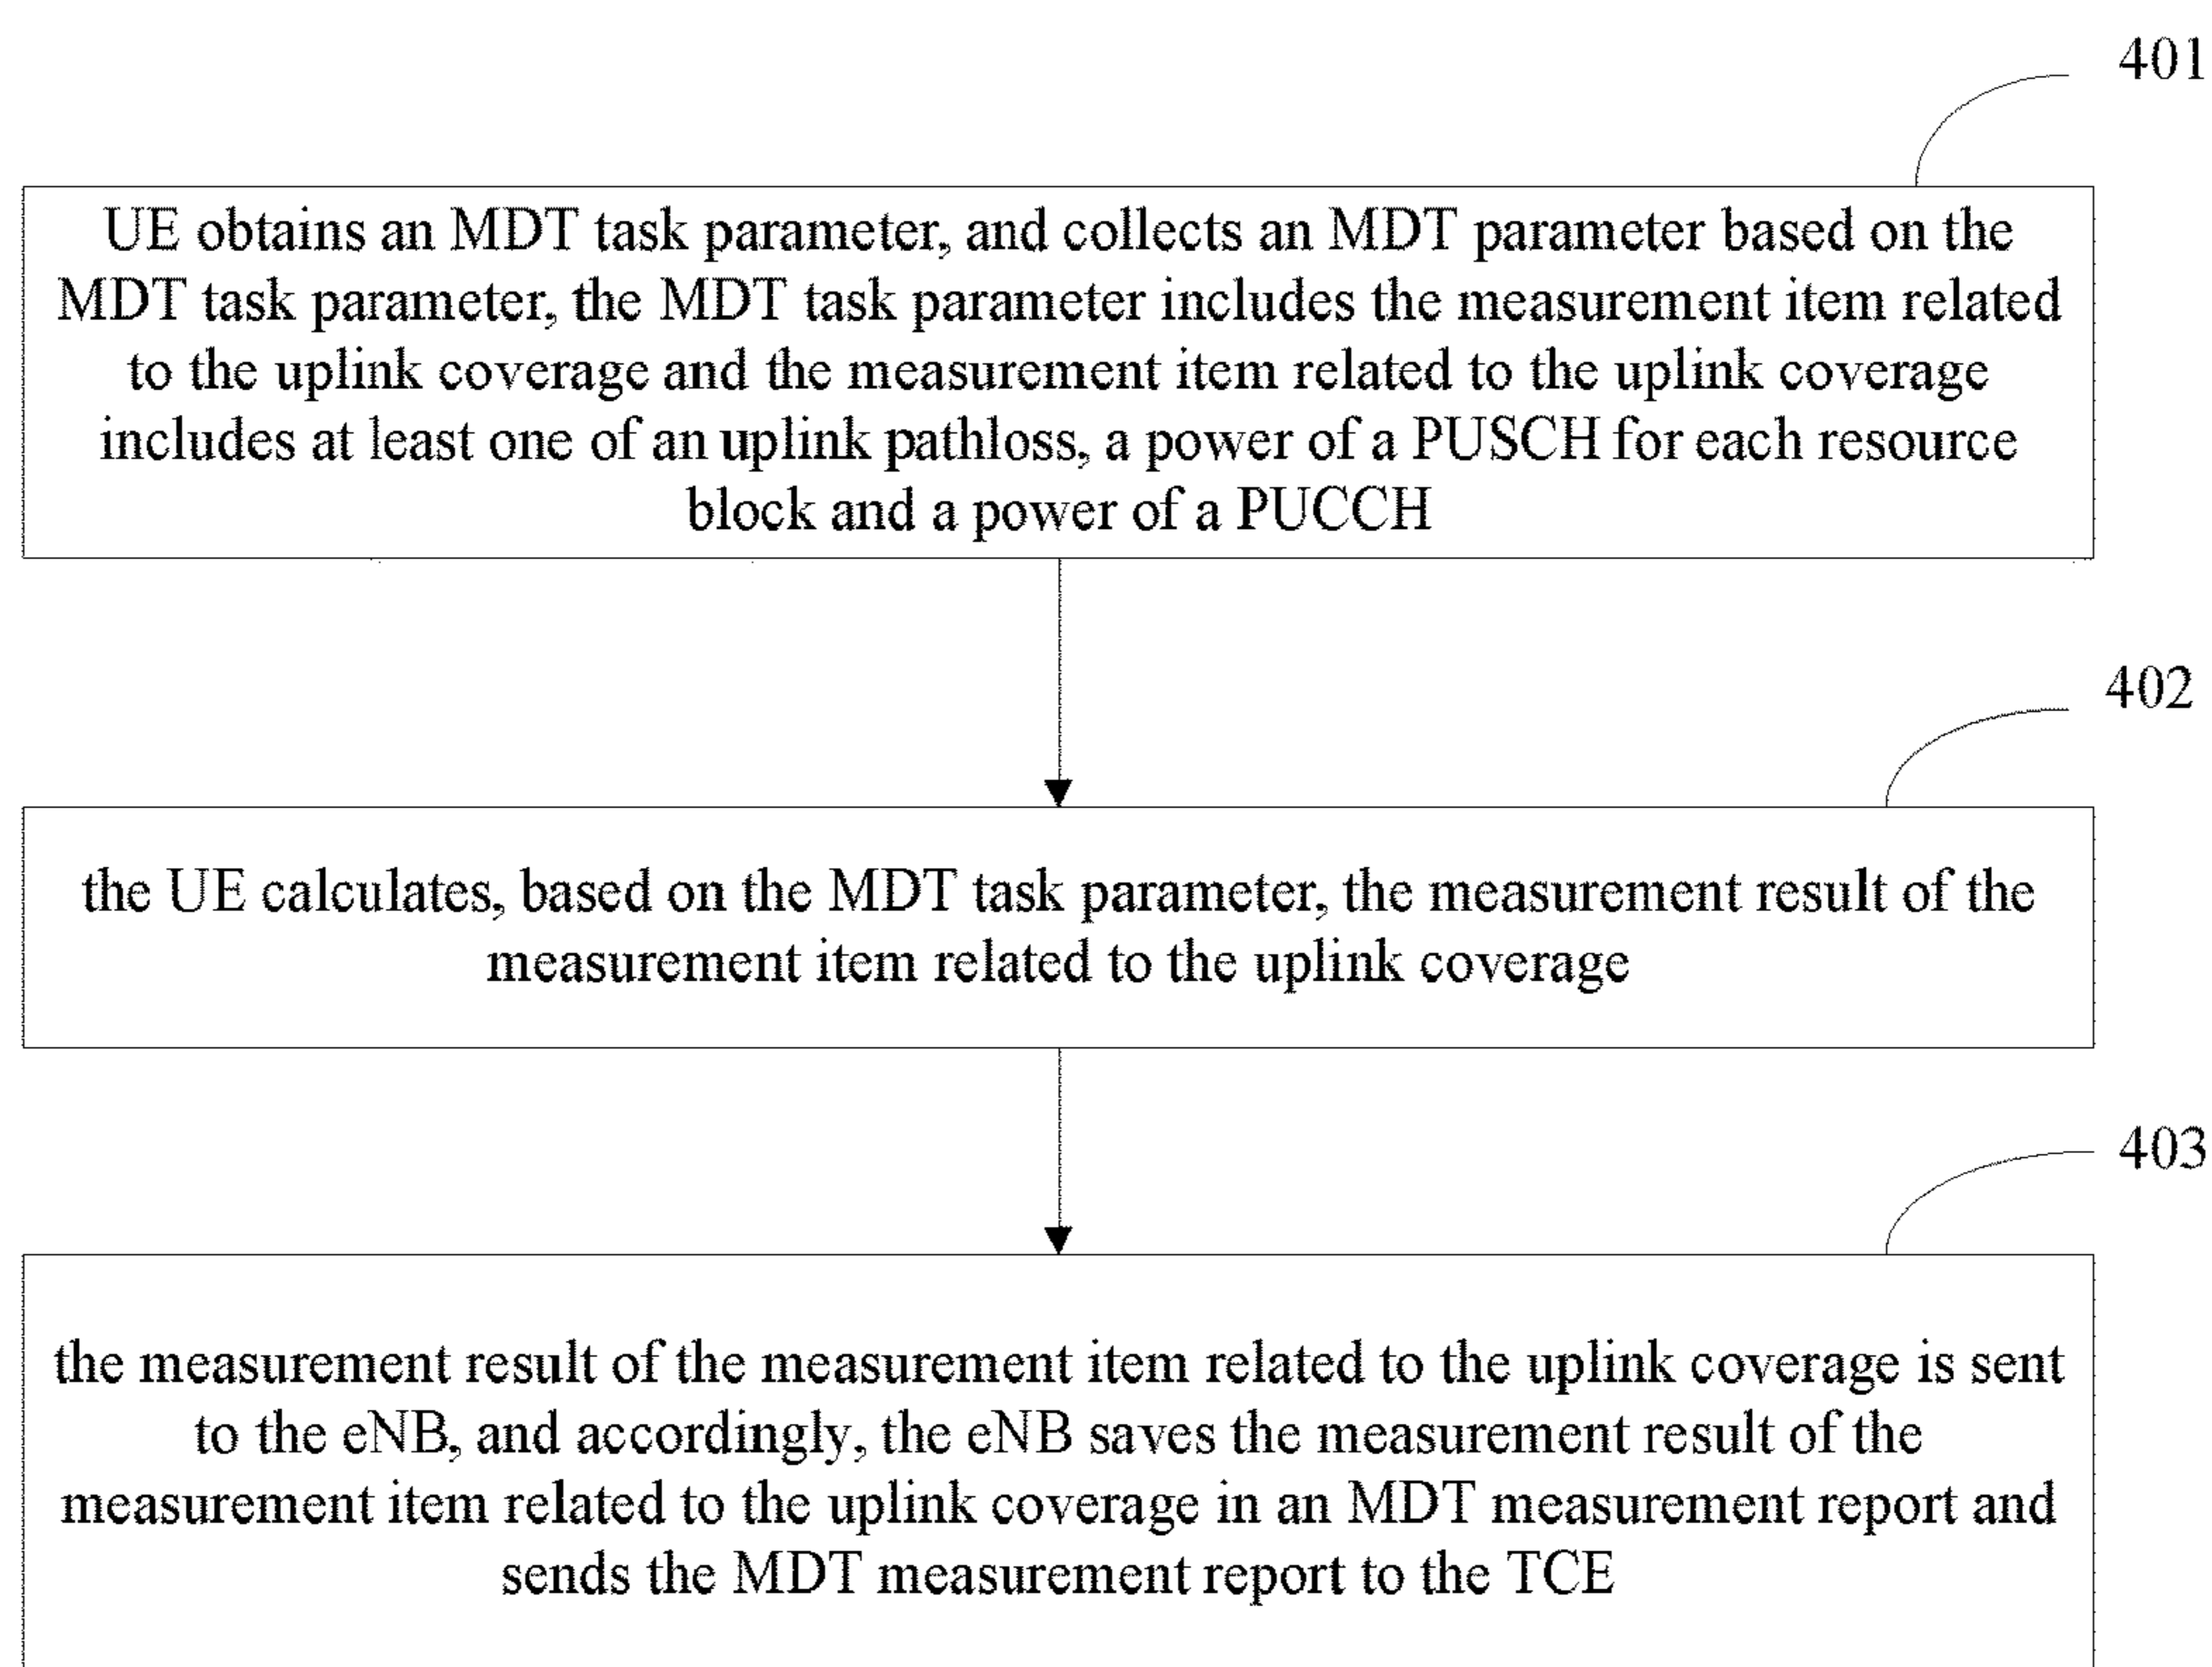 401
UE obtains an MDT task parameter, and collects an MDT parameter based on the
MDT task parameter, the MDT task parameter includes the measurement item related
to the uplink coverage and the measurement item related to the uplink coverage
includes at least one of an uplink pathloss, a power of a PUSCH for each resource
block and a power of a PUCCH
402
the UE calculates, based on the MDT task parameter, the measurement result of the
measurement item related to the uplink coverage
403
the measurement result of the measurement item related to the uplink coverage is sent
to the eNB, and accordingly, the eNB saves the measurement result of the
measurement item related to the uplink coverage in an MDT measurement report and
sends the MDT measurement report to the TCE